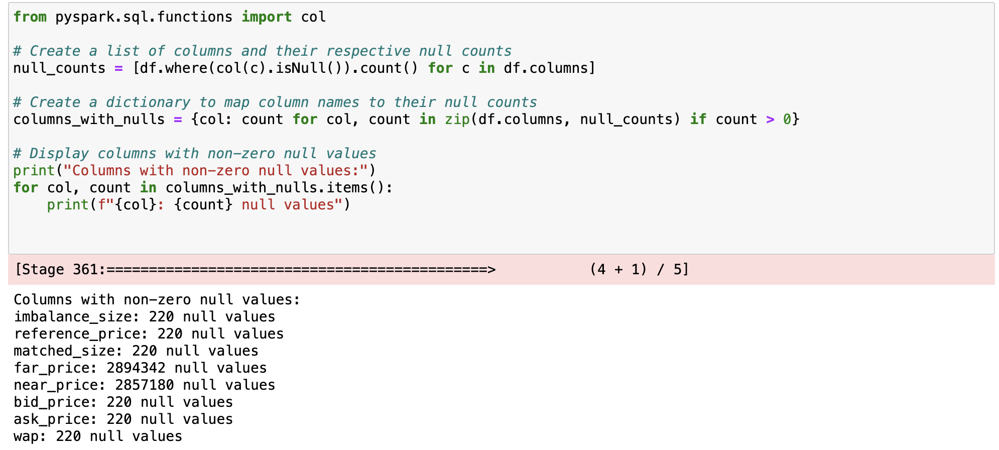 from pyspark.sql.functions import col
# Create a list of columns and their respective null counts
null_counts = [df.where(col(c).isNull()).count() for c in df.columns]
# Create a dictionary to map column names to their null counts
columns_with_nulls = {col: count for col, count in zip(df.columns, null_counts) if count > 0}
# Display columns with non-zero null values
print("Columns with non-zero null values:")
for col, count in columns_with_nulls.items():
    print(f"{col}: {count} null values")
[Stage 361:=============================================>           (4 + 1) / 5]
Columns with non-zero null values:
imbalance_size: 220 null values
reference_price: 220 null values
matched_size: 220 null values
far_price: 2894342 null values
near_price: 2857180 null values
bid_price: 220 null values
ask_price: 220 null values
wap: 220 null values